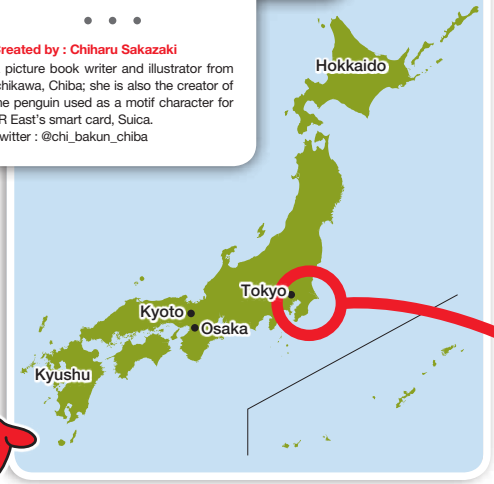 reated by : Chiharu Sakazaki
picture book writer and illustrator from
chikawa, Chiba; she is also the creator of
he penguin used as a motif character for
R East's smart card, Suica.
witter : @chi_bakun_chiba
Hokkaido
Tokyo
Kyoto
Osaka
Kyushu